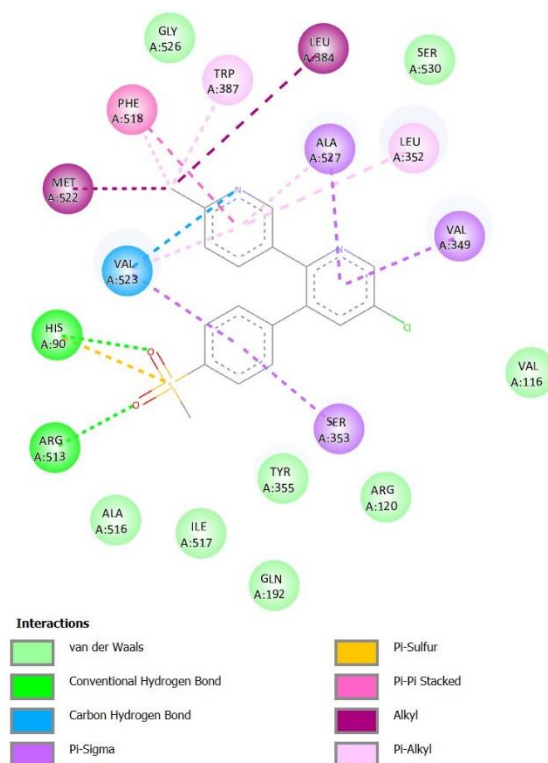 GLY
A:526
LEU
A:384
SER
A:530
TRP
A:387
PHE
A:518
ALA
A:527
LEU
A:352
MET
A:522
N
VAL
A:349
N
VAL
A:523
HIS
A:90
Cl
O
S
O
VAL
A:116
ARG
A:513
SER
A:353
TYR
A:355
ARG
A:120
ALA
A:516
ILE
A:517
GLN
A:192
Interactions
van der Waals
Conventional Hydrogen Bond
Carbon Hydrogen Bond
Pi-Sigma
Pi-Sulfur
Pi-Pi Stacked
Alkyl
Pi-Alkyl